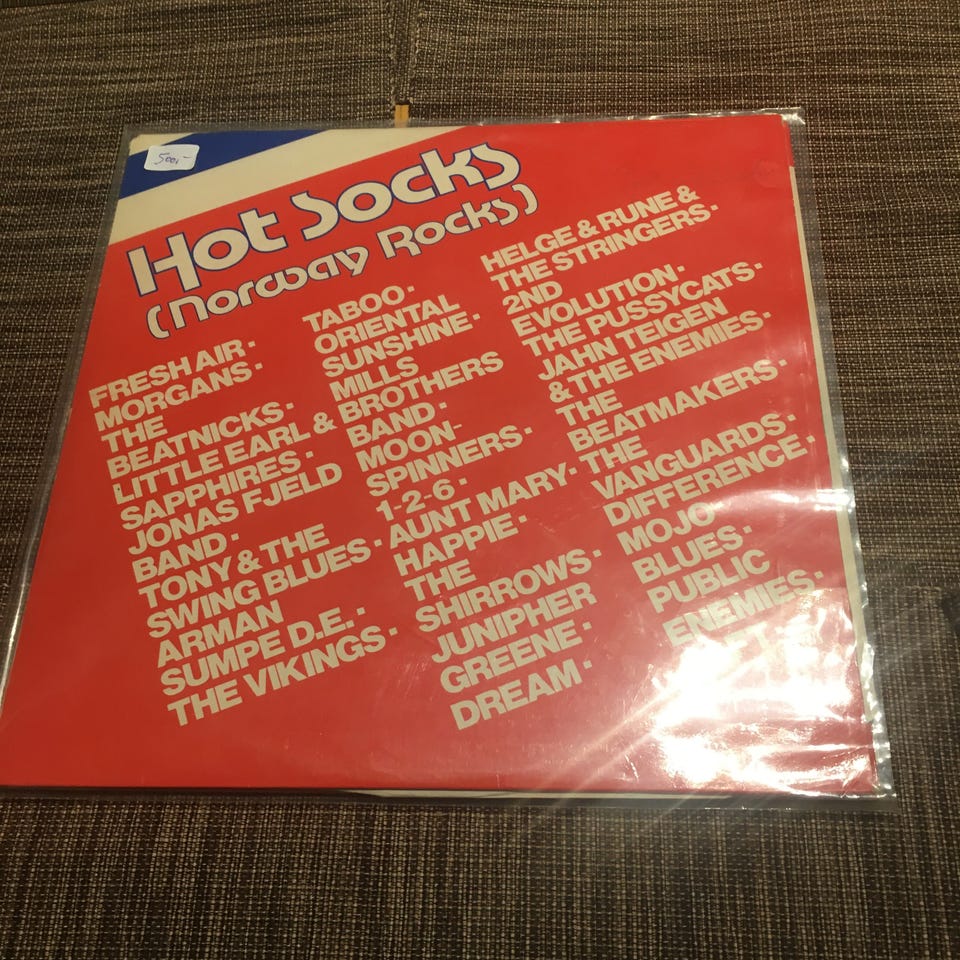 500,-
Hot Socks
(Norway Rocks)
FRESH AIR ·
MORGANS ·
THE
BEATNICKS ·
LITTLE EARL &
SAPPHIRES ·
JONAS FJELD
BAND ·
TONY & THE
SWING BLUES ·
ARMAN
SUMPE D.E. ·
THE VIKINGS ·
TABOO ·
ORIENTAL
SUNSHINE ·
MILLS
BROTHERS
BAND ·
MOON-
SPINNERS ·
1-2-6 ·
AUNT MARY ·
HAPPIE ·
THE
SHIRROWS ·
JUNIPHER
GREENE ·
DREAM ·
HELGE & RUNE &
THE STRINGERS ·
2ND
EVOLUTION ·
THE PUSSYCATS ·
JAHN TEIGEN
& THE ENEMIES ·
THE
BEATMAKERS ·
THE
VANGUARDS ·
DIFFERENCE ·
MOJO
BLUES ·
PUBLIC
ENEMIES ·